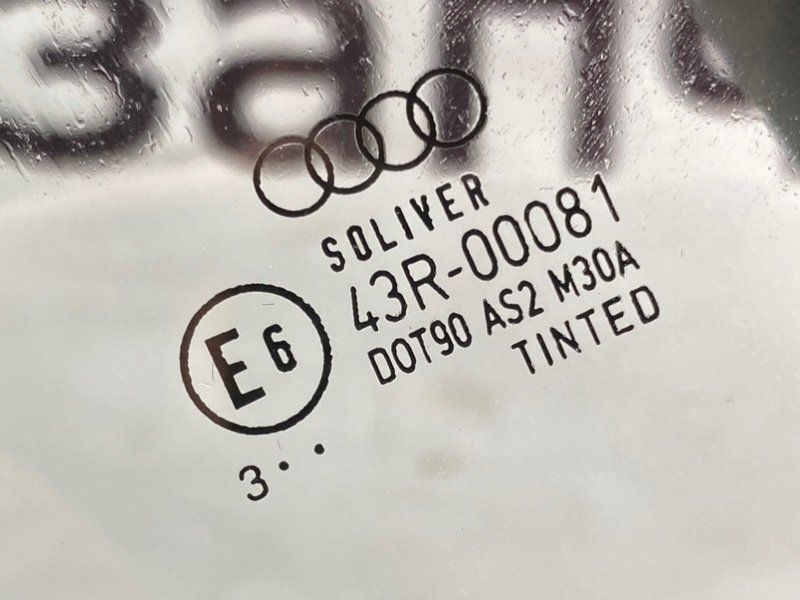 SOLIVER
43R-00081
DOT90 AS2 M30A
TINTED
E6
3..